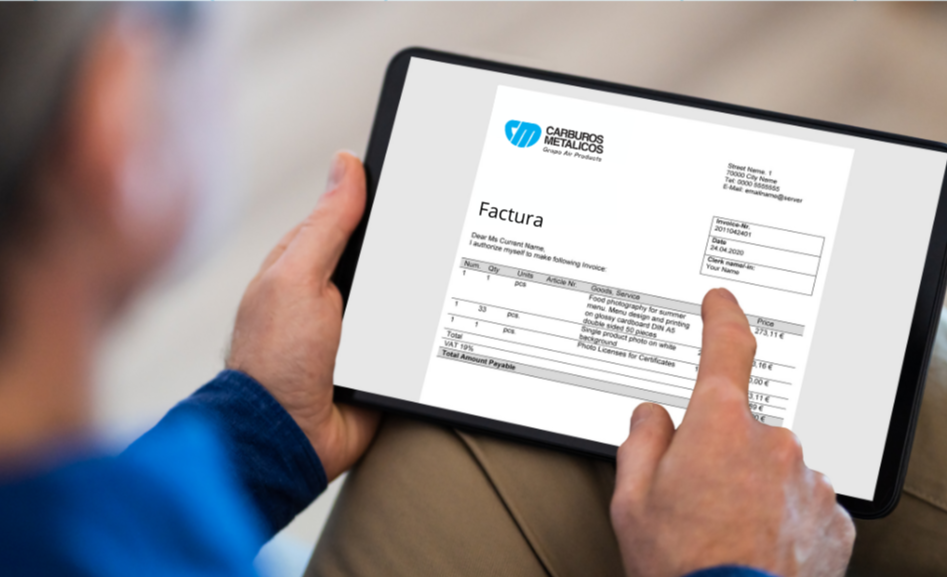 CARBUROS
METALICOS
Grupo Air Products
Street Name. 1
70000 City Name
Tel: 0000 5555555
E-Mail: emailname@server
Factura
Invoice-Nr.
2011042401
Date
24.04.2020
Clerk name/-in:
Your Name
Dear Ms Currant Name,
I authorize myself to make following Invoice:
Num. Qty Units Article Nr. Goods, Service Price
1 1 pcs Food photography for summer 273,11 €
menu. Menu design and printing
on glossy cardboard DIN A5
double sided 50 pieces
1 33 pcs. Single product photo on white
background
1 1 pcs. Photo Licenses for Certificates
Total
VAT 19%
Total Amount Payable